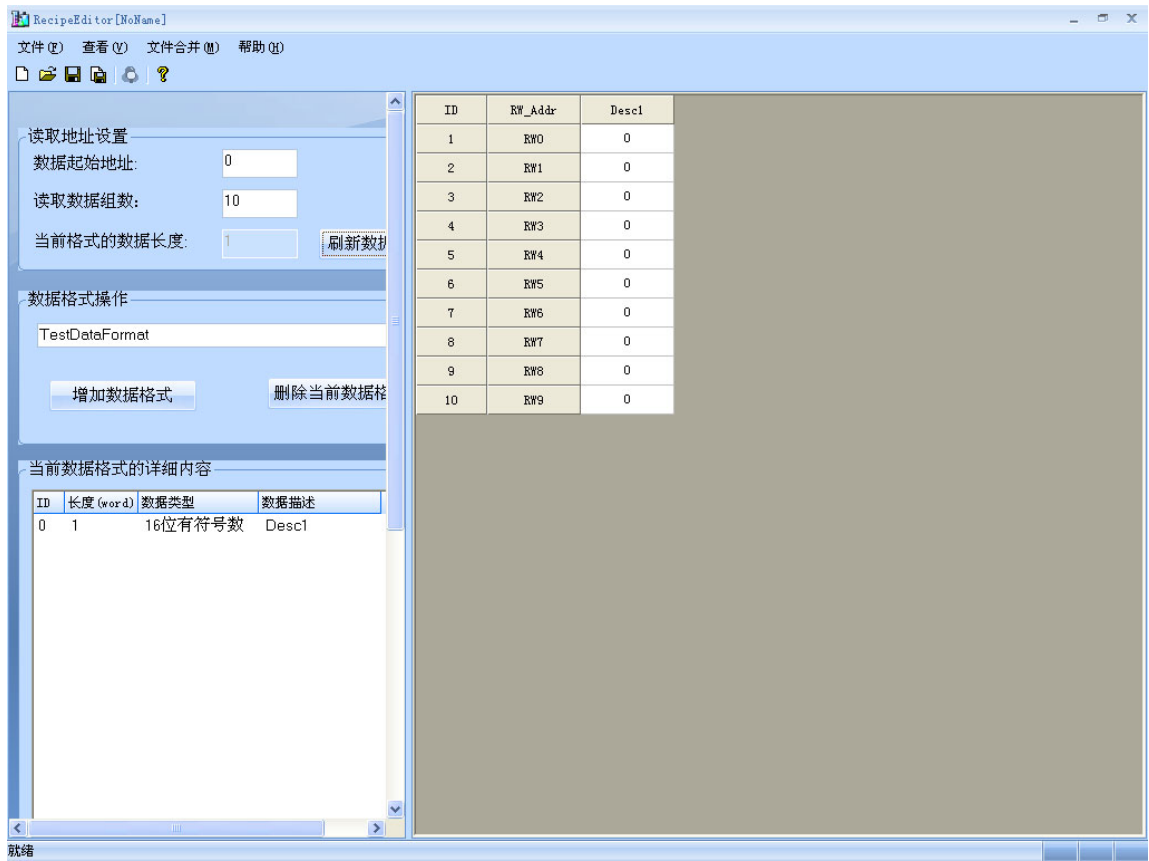 RecipeEditor[NoName]
文件(F) 查看(V) 文件合并(M) 帮助(H)
读取地址设置
数据起始地址: 0
读取数据组数: 10
当前格式的数据长度: 1 刷新数据
数据格式操作
TestDataFormat
增加数据格式 删除当前数据格
当前数据格式的详细内容
ID 长度(word) 数据类型 数据描述
0 1 16位有符号数 Desc1
ID RW_Addr Desc1
1 RW0 0
2 RW1 0
3 RW2 0
4 RW3 0
5 RW4 0
6 RW5 0
7 RW6 0
8 RW7 0
9 RW8 0
10 RW9 0
就绪